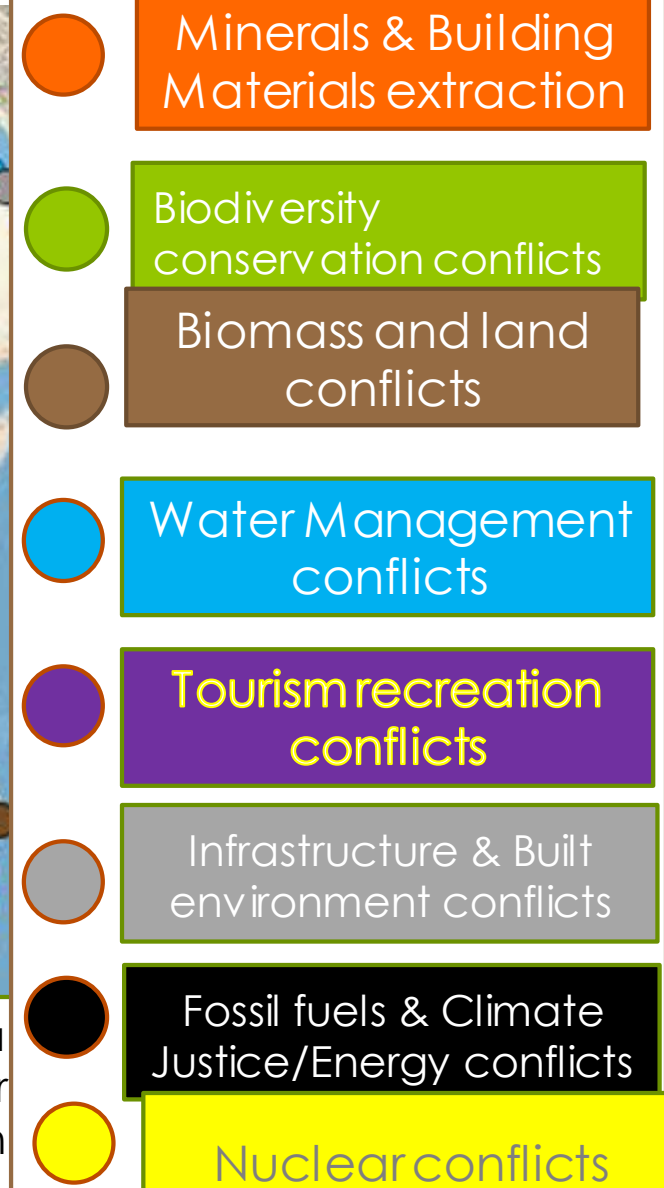 Minerals & Building
Materials extraction
Biodiversity
conservation conflicts
Biomass and land
conflicts
Water Management
conflicts
Tourism recreation
conflicts
Infrastructure & Built
environment conflicts
Fossil fuels & Climate
Justice/Energy conflicts
Nuclear conflicts